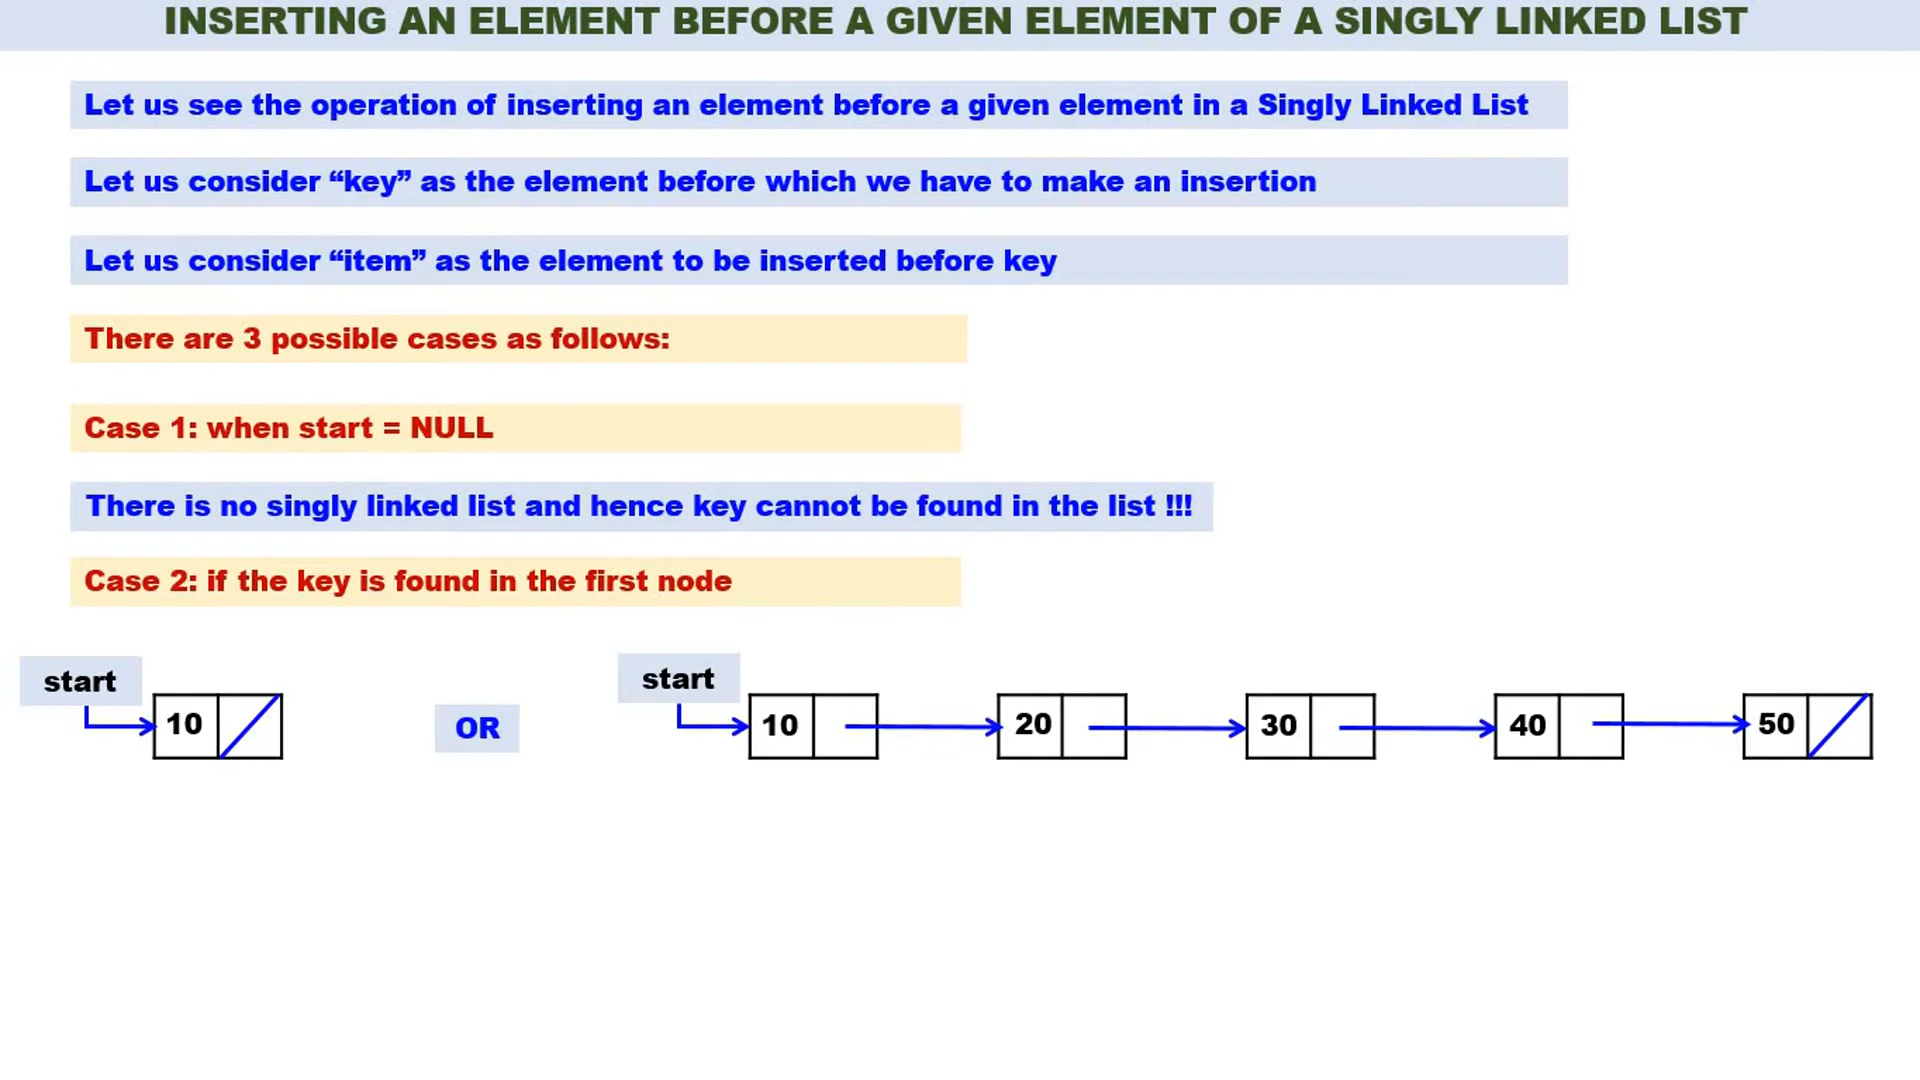 INSERTING AN ELEMENT BEFORE A GIVEN ELEMENT OF A SINGLY LINKED LIST
Let us see the operation of inserting an element before a given element in a Singly Linked List
Let us consider “key” as the element before which we have to make an insertion
Let us consider “item” as the element to be inserted before key
There are 3 possible cases as follows:
Case 1: when start = NULL
There is no singly linked list and hence key cannot be found in the list !!!
Case 2: if the key is found in the first node
start
10
OR
start
10 20 30 40 50